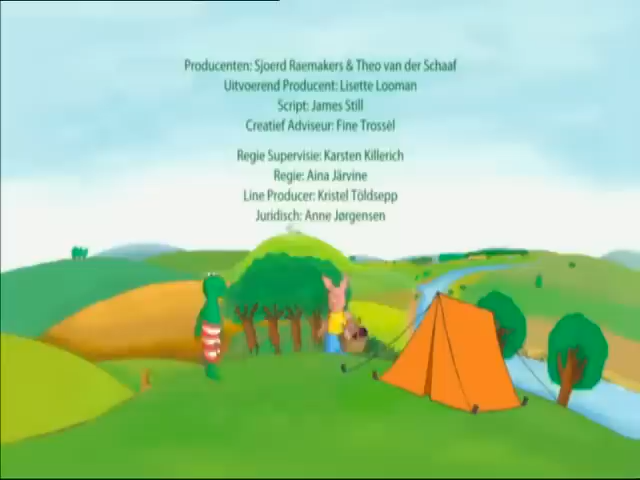 Producenten: Sjoerd Raemakers & Theo van der Schaaf
Uitvoerend Producent: Lisette Looman
Script: James Still
Creatief Adviseur: Fine Trossèl
Regie Supervisie: Karsten Killerich
Regie: Aina Järvine
Line Producer: Kristel Töldsepp
Juridisch: Anne Jørgensen